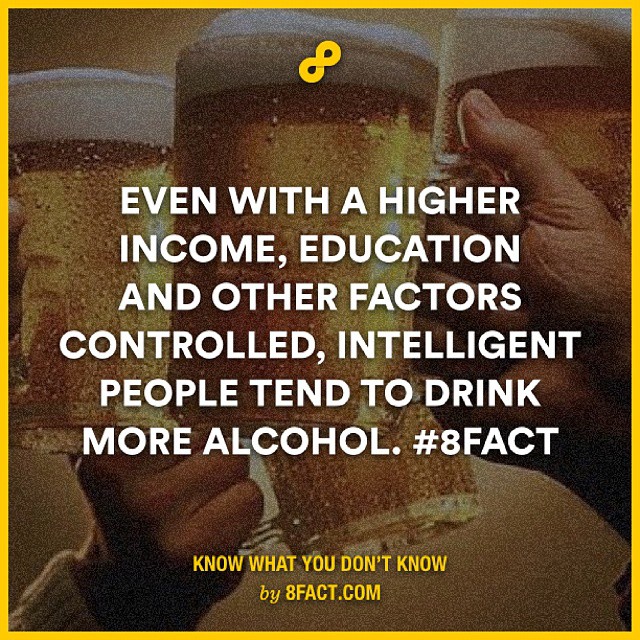 EVEN WITH A HIGHER
INCOME, EDUCATION
AND OTHER FACTORS
CONTROLLED, INTELLIGENT
PEOPLE TEND TO DRINK
MORE ALCOHOL. #8FACT
KNOW WHAT YOU DON'T KNOW
by 8FACT.COM